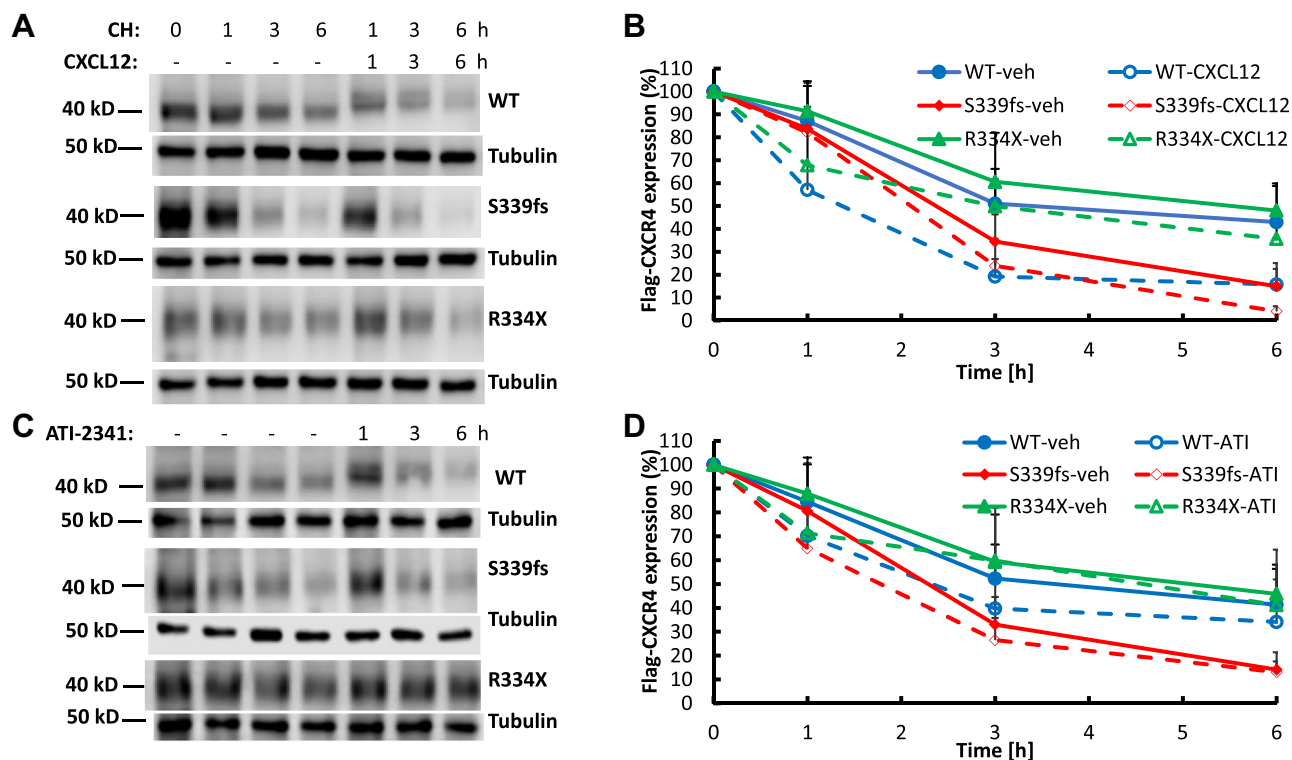 A
CH: 0 1 3 6 1 3 6 h
CXCL12: - - - - 1 3 6 h
40 kD WT
50 kD Tubulin
40 kD S339fs
50 kD Tubulin
40 kD R334X
50 kD Tubulin
B
WT-veh WT-CXCL12
S339fs-veh S339fs-CXCL12
R334X-veh R334X-CXCL12
Flag-CXCR4 expression (%)
110
100
90
80
70
60
50
40
30
20
10
0
0 1 2 3 4 5 6
Time [h]
C
ATI-2341: - - - - 1 3 6 h
40 kD WT
50 kD Tubulin
40 kD S339fs
50 kD Tubulin
40 kD R334X
50 kD Tubulin
D
WT-veh WT-ATI
S339fs-veh S339fs-ATI
R334X-veh R334X-ATI
Flag-CXCR4 expression (%)
110
100
90
80
70
60
50
40
30
20
10
0
0 1 2 3 4 5 6
Time [h]